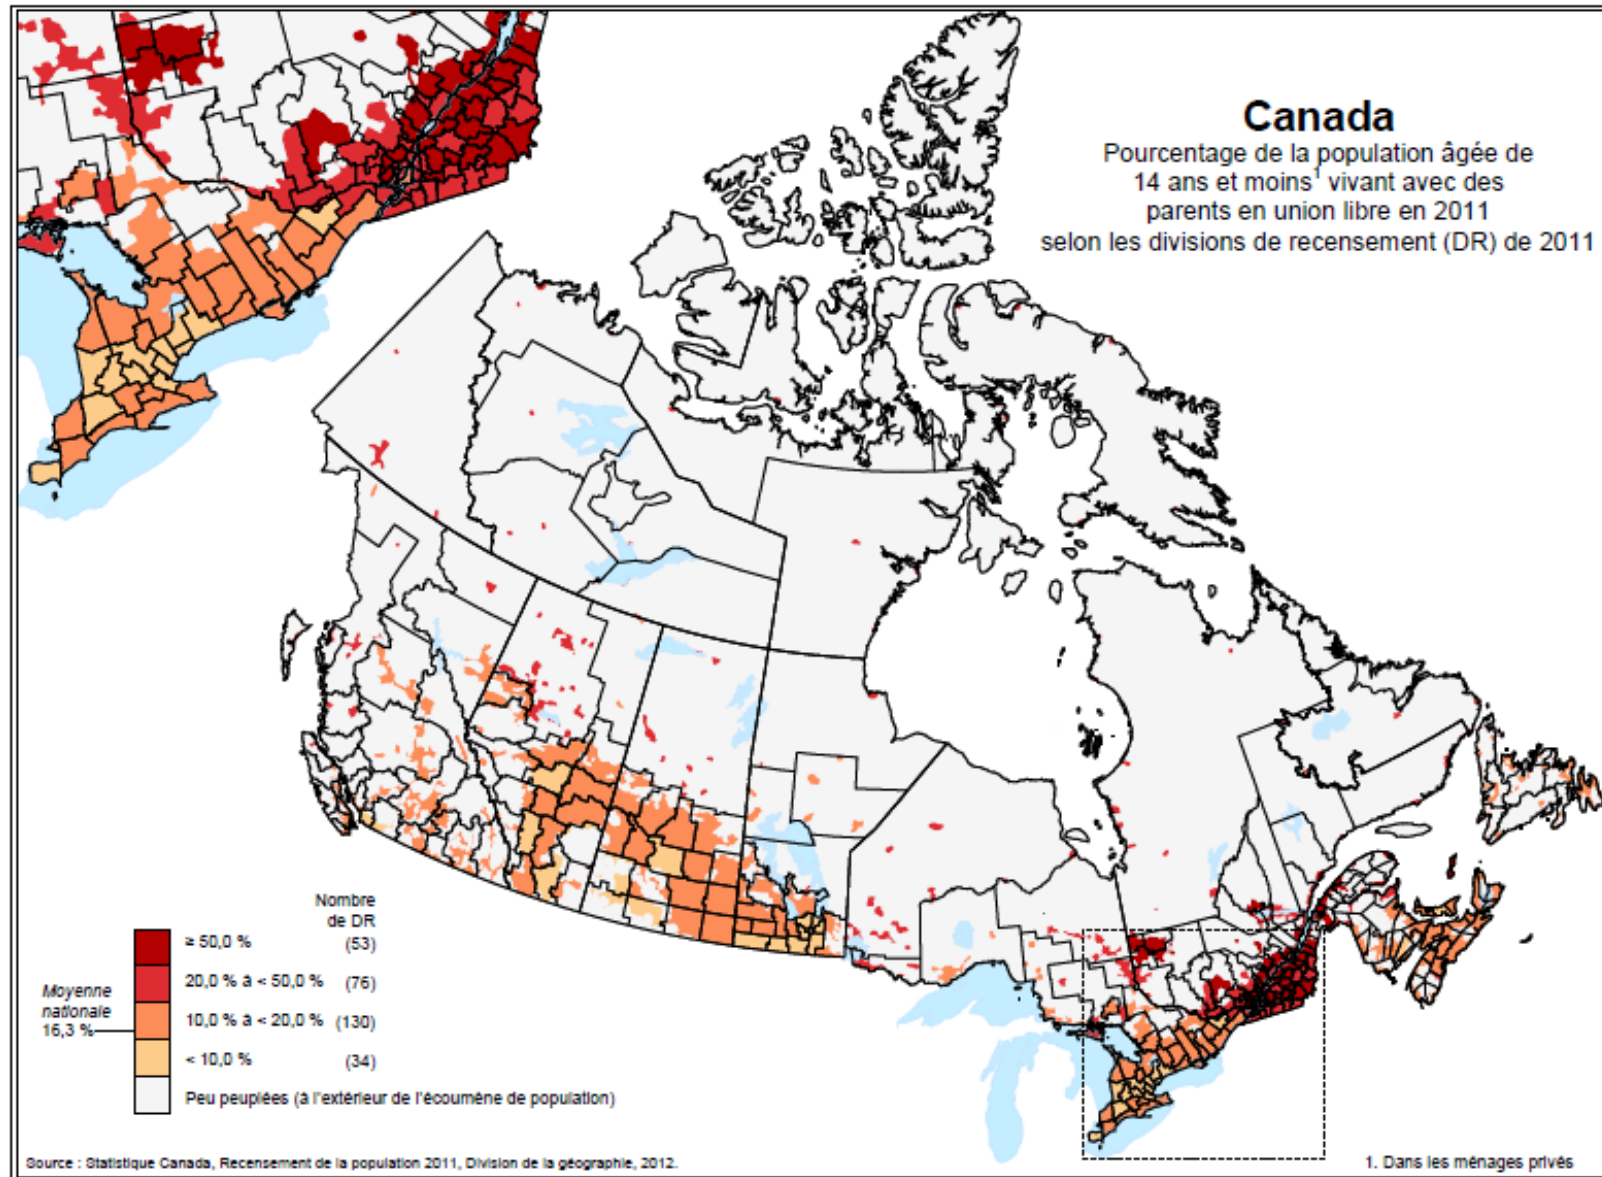 Canada
Pourcentage de la population âgée de
14 ans et moins¹ vivant avec des
parents en union libre en 2011
selon les divisions de recensement (DR) de 2011
Nombre
de DR
≥ 50,0 % (53)
20,0 % à < 50,0 % (76)
10,0 % à < 20,0 % (130)
< 10,0 % (34)
Peu peuplées (à l'extérieur de l'écoumène de population)
Moyenne
nationale
16,3 %
Source : Statistique Canada, Recensement de la population 2011, Division de la géographie, 2012.
1. Dans les ménages privés